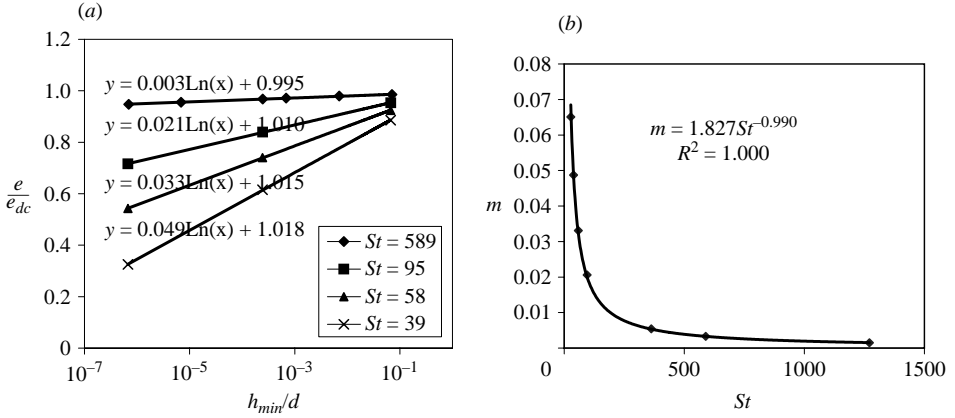 (a)
1.2
1.0
0.8
0.6
0.4
0.2
0
e
e_dc
y = 0.003Ln(x) + 0.995
y = 0.021Ln(x) + 1.010
y = 0.033Ln(x) + 1.015
y = 0.049Ln(x) + 1.018
St = 589
St = 95
St = 58
St = 39
10^–7
10^–5
10^–3
10^–1
h_min/d
(b)
0.08
0.07
0.06
0.05
0.04
0.03
0.02
0.01
m
m = 1.827St^–0.990
R^2 = 1.000
0
500
1000
1500
St